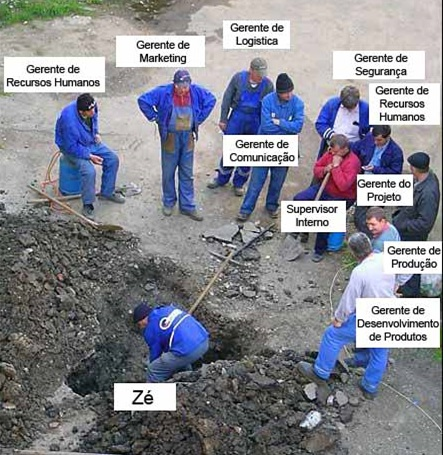 Gerente de
Logistica
Gerente de
Marketing
Gerente de
Recursos Humanos
Gerente de
Segurança
Gerente de
Recursos
Humanos
Gerente de
Comunicação
Gerente do
Projeto
Supervisor
Interno
Gerente de
Produção
Gerente de
Desenvolvimento
de Produtos
Zé